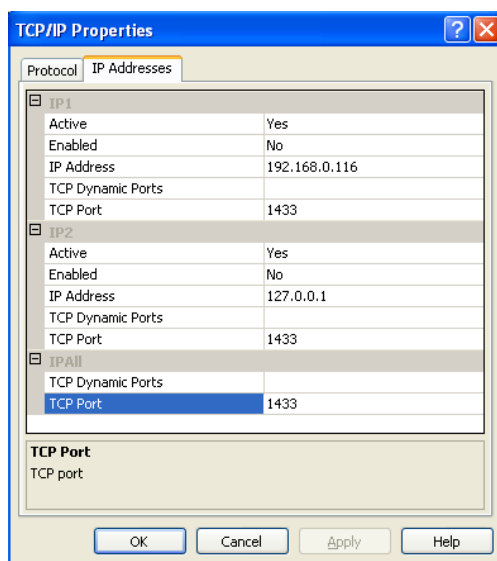 TCP/IP Properties
Protocol IP Addresses
IP1
Active Yes
Enabled No
IP Address 192.168.0.116
TCP Dynamic Ports
TCP Port 1433
IP2
Active Yes
Enabled No
IP Address 127.0.0.1
TCP Dynamic Ports
TCP Port 1433
IPAll
TCP Dynamic Ports
TCP Port 1433
TCP Port
TCP port
OK Cancel Apply Help